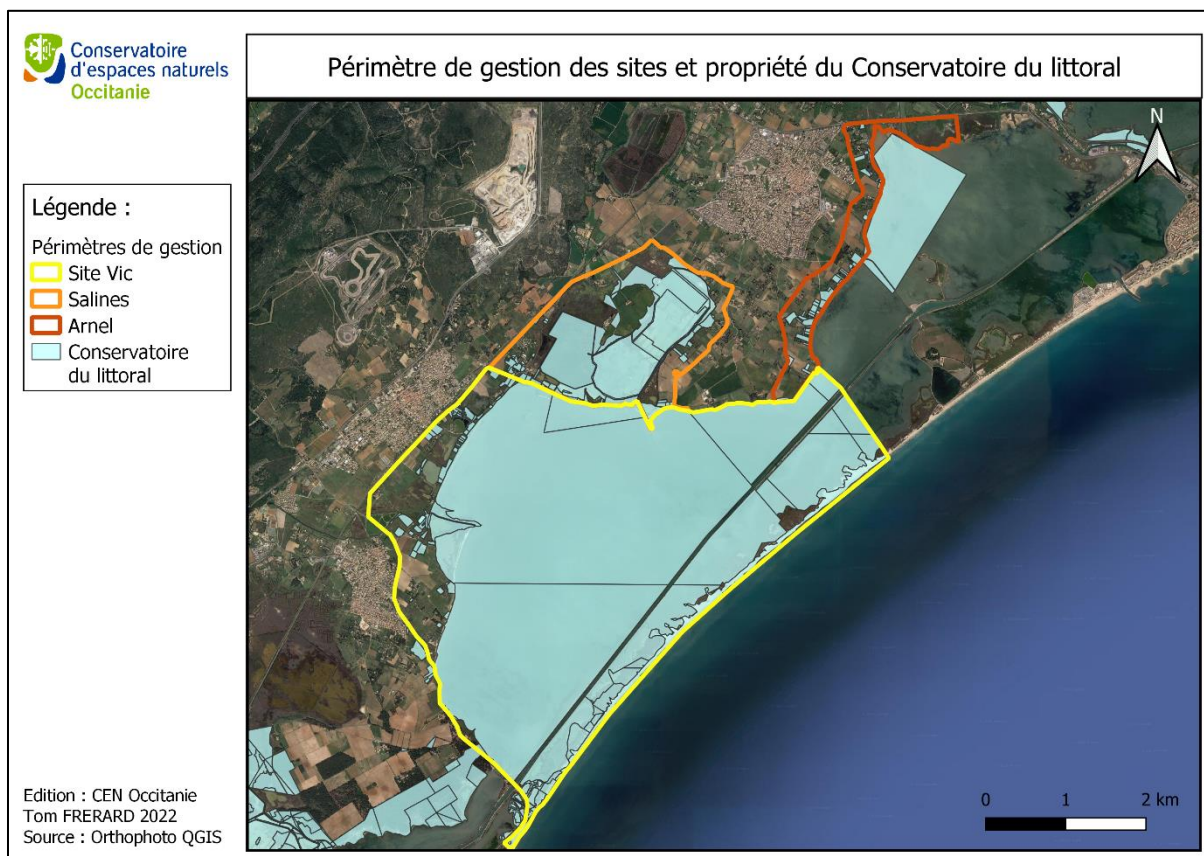 Conservatoire
d'espaces naturels
Occitanie
Périmètre de gestion des sites et propriété du Conservatoire du littoral
N
Légende :
Périmètres de gestion
Site Vic
Salines
Arnel
Conservatoire
du littoral
Edition : CEN Occitanie
Tom FRERARD 2022
Source : Orthophoto QGIS
0 1 2 km